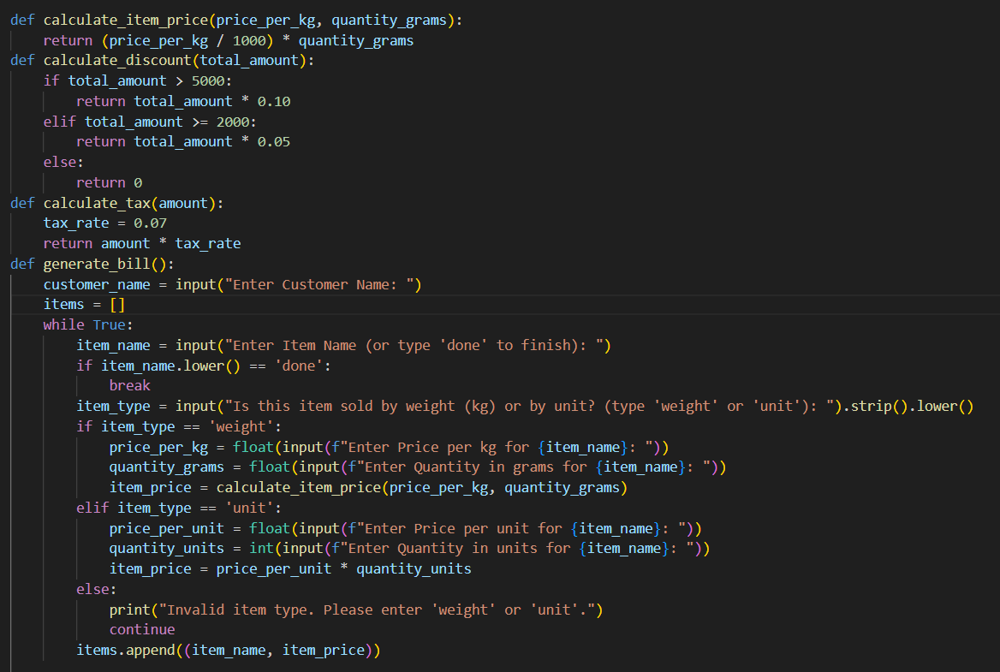 def calculate_item_price(price_per_kg, quantity_grams):
    return (price_per_kg / 1000) * quantity_grams
def calculate_discount(total_amount):
    if total_amount > 5000:
        return total_amount * 0.10
    elif total_amount >= 2000:
        return total_amount * 0.05
    else:
        return 0
def calculate_tax(amount):
    tax_rate = 0.07
    return amount * tax_rate
def generate_bill():
    customer_name = input("Enter Customer Name: ")
    items = []
    while True:
        item_name = input("Enter Item Name (or type 'done' to finish): ")
        if item_name.lower() == 'done':
            break
        item_type = input("Is this item sold by weight (kg) or by unit? (type 'weight' or 'unit'): ").strip().lower()
        if item_type == 'weight':
            price_per_kg = float(input(f"Enter Price per kg for {item_name}: "))
            quantity_grams = float(input(f"Enter Quantity in grams for {item_name}: "))
            item_price = calculate_item_price(price_per_kg, quantity_grams)
        elif item_type == 'unit':
            price_per_unit = float(input(f"Enter Price per unit for {item_name}: "))
            quantity_units = int(input(f"Enter Quantity in units for {item_name}: "))
            item_price = price_per_unit * quantity_units
        else:
            print("Invalid item type. Please enter 'weight' or 'unit'.")
            continue
        items.append((item_name, item_price))